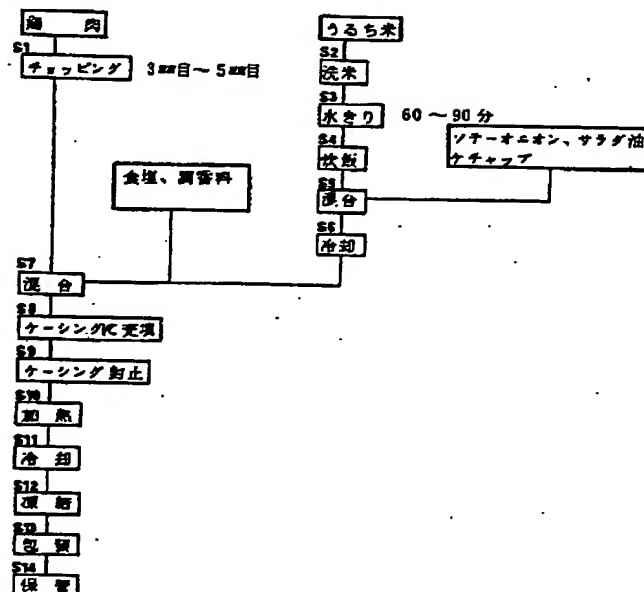 鶏肉
S1
チョッピング 3mm目～5mm目
うるち米
S2
洗米
S3
水きり 60～90分
S4
炊飯
ソテーオニオン、サラダ油
ケチャップ
S5
混合
S6
冷却
食塩、調香料
S7
混合
S8
ケーシングに充填
S9
ケーシング封止
S10
加熱
S11
冷却
S12
凍結
S13
包装
S14
保管